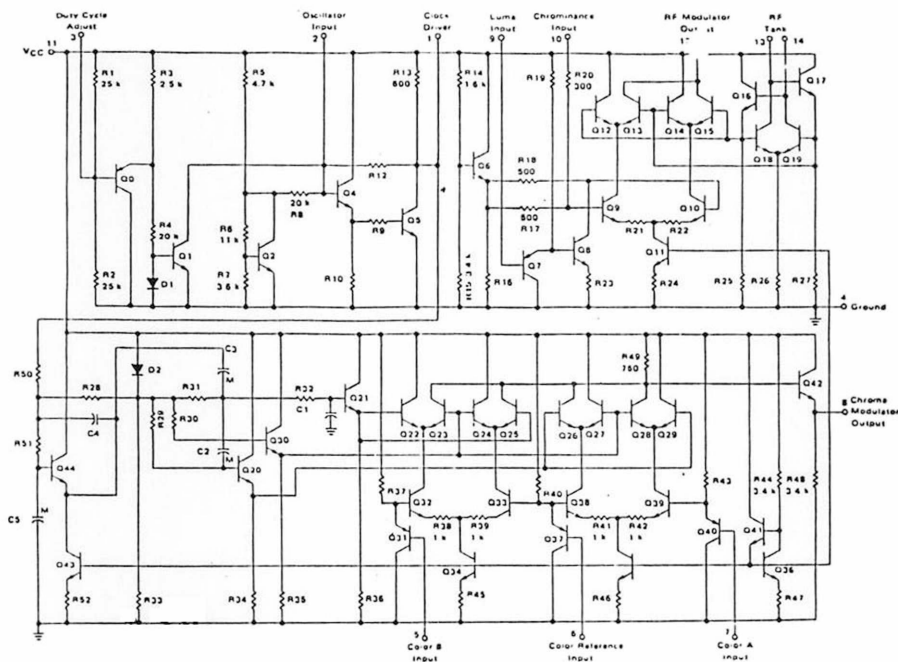 Duty Cycle
Adjust
3
Oscillator
Input
2
Clock
Driver
1
Luma
Input
9
Chrominance
Input
10
RF Modulator
RF
Tank
13
14
VCC
11
R1
25 k
R3
2.5 k
R5
4.7 k
R13
600
R14
1.6 k
R19
R20
300
Q16
Q17
Q12
Q13
Q14
Q15
Q18
Q19
Q0
R12
Q6
R18
500
Q4
20 k
R8
Q5
R9
Q9
Q10
R4
20 k
R6
11 k
600
R17
R21
R22
Q1
Q2
Q7
Q8
Q11
R2
25 k
D1
R7
3.6 k
R10
R15 3.4 k
R16
R23
R24
R25
R26
R27
4
Ground
R50
D2
C3
M
R49
750
R28
R31
R32
Q21
Q42
C4
R29
R30
C1
8
Chroma
Modulator
Output
Q22
Q23
Q24
Q25
Q26
Q27
Q28
Q29
R51
C2
M
Q30
Q44
Q20
R37
Q32
Q33
R40
Q38
Q39
R43
R44
3.4 k
R48
3.4 k
C5
M
R38
1 k
R39
1 k
R41
1 k
R42
1 k
Q31
Q37
Q40
Q41
Q43
Q34
Q36
R52
R33
R34
R35
R36
R45
R46
R47
5
Color B
Input
6
Color Reference
Input
7
Color A
Input